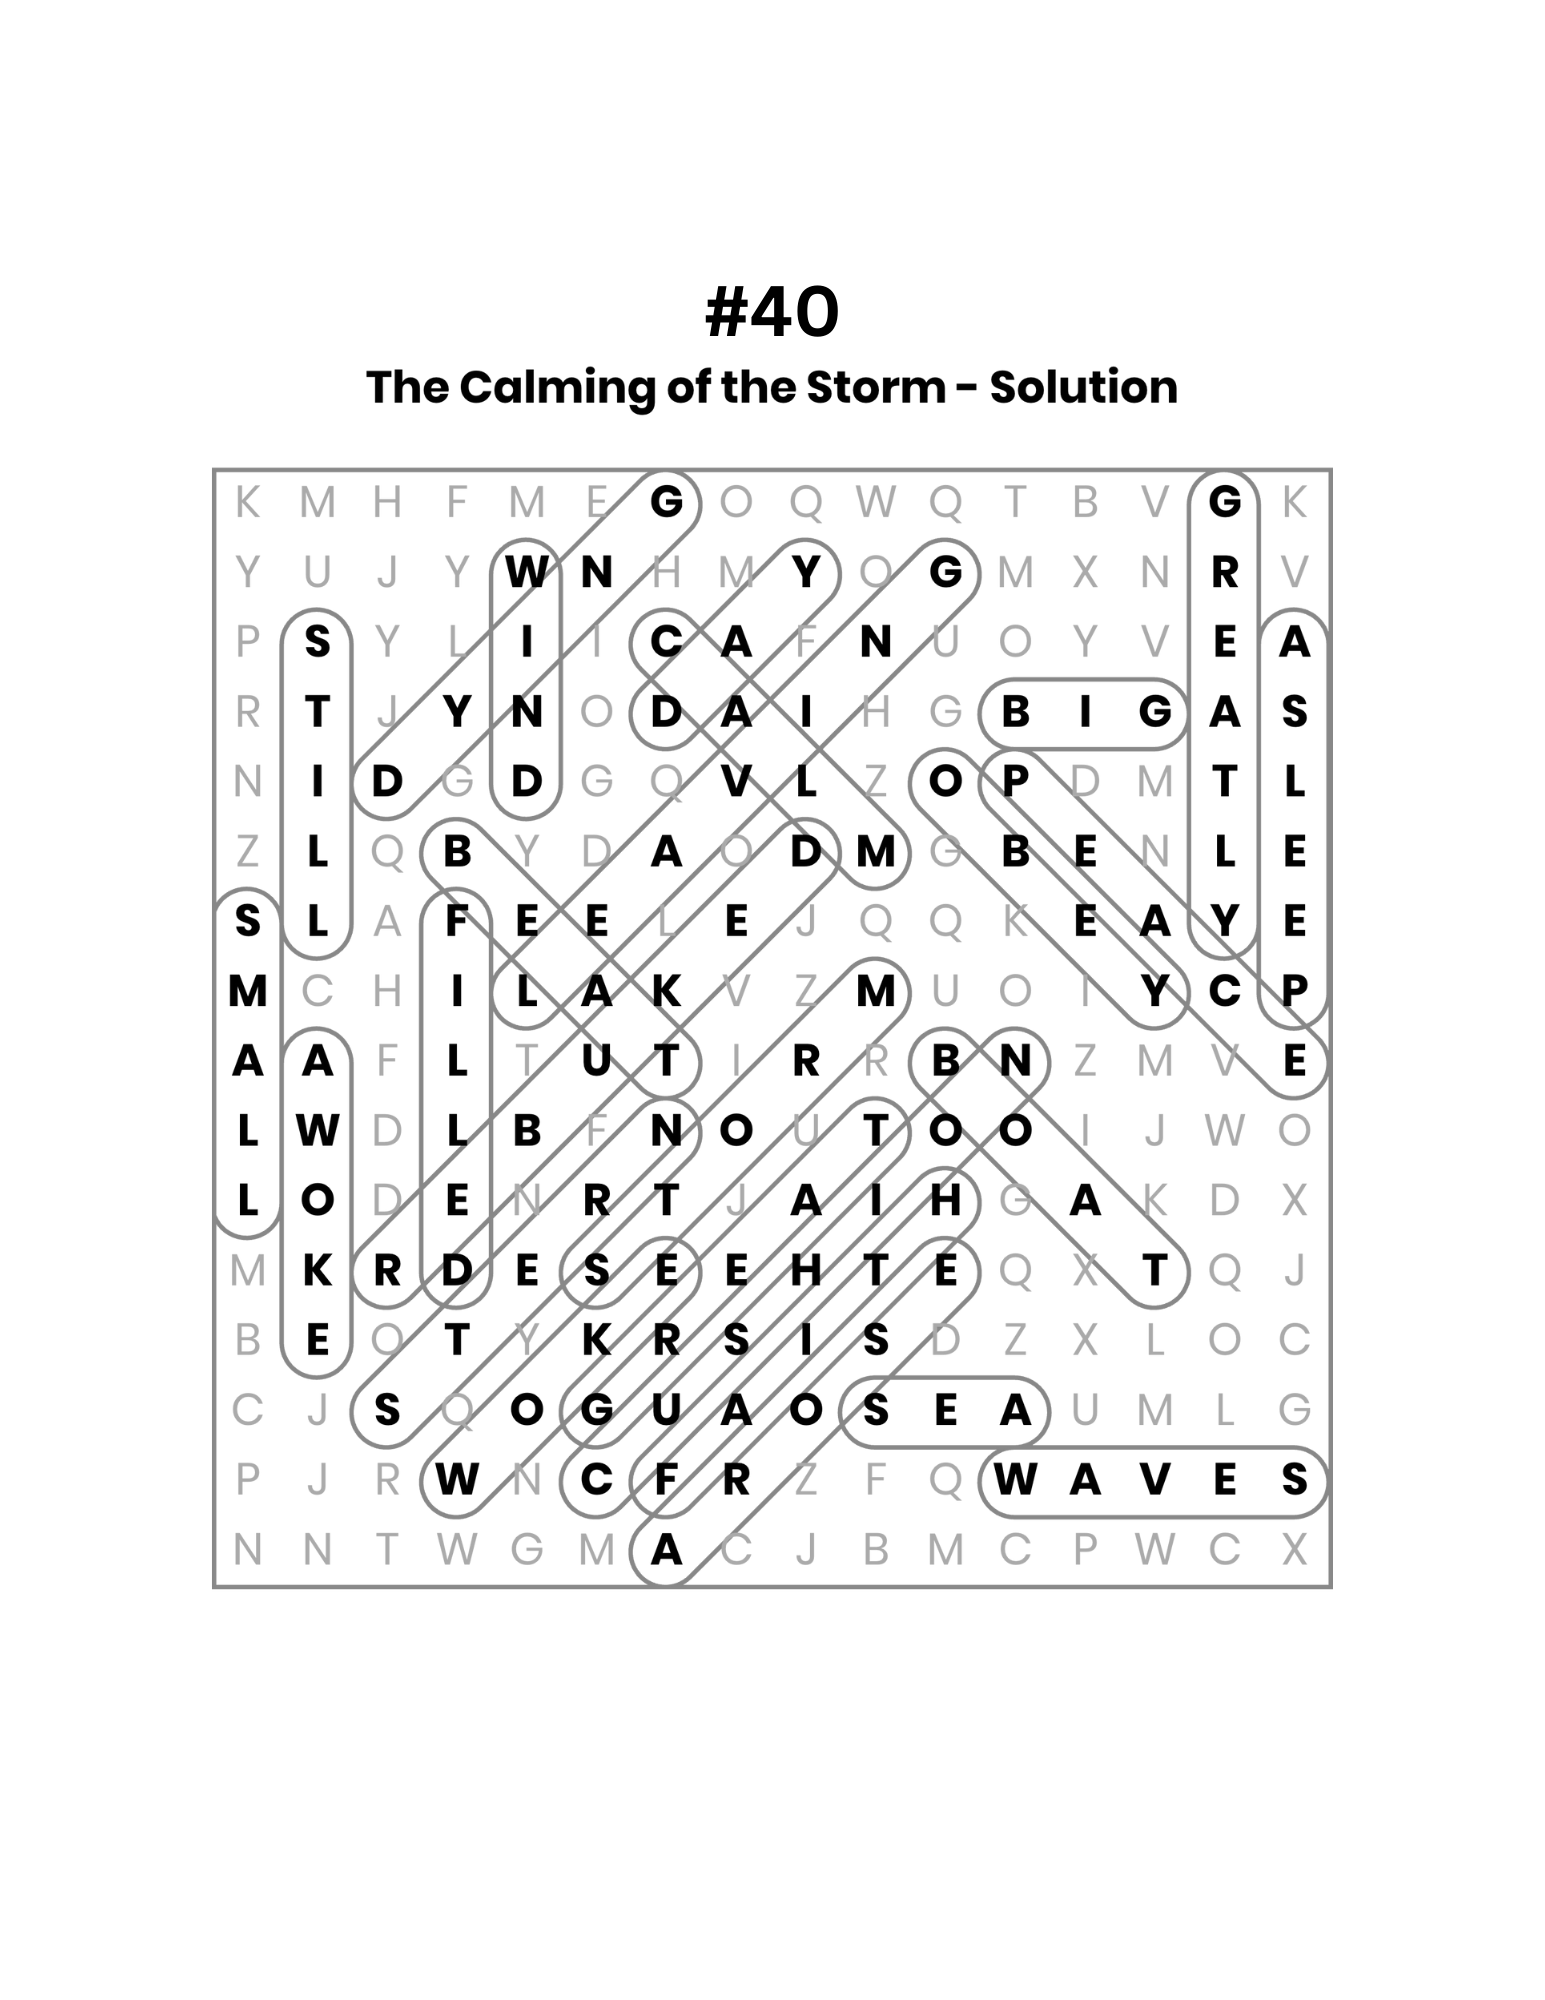 #40
The Calming of the Storm - Solution
K M H F M E G O Q W Q T B V G K
Y U J Y W N H M Y O G M X N R V
P S Y L I I C A F N U O Y V E A
R T J Y N O D A I H G B I G A S
N I D G D G Q V L Z O P D M T L
Z L Q B Y D A O D M G B E N L E
S L A F E E L E J Q Q K E A Y E
M C H I L A K V Z M U O I Y C P
A A F L T U T I R R B N Z M V E
L W D L B F N O U T O O I J W O
L O D E N R T J A I H G A K D X
M K R D E S E E H T E Q X T Q J
B E O T Y K R S I S D Z X L O C
C J S Q O G U A O S E A U M L G
P J R W N C F R Z F Q W A V E S
N N T W G M A C J B M C P W C X